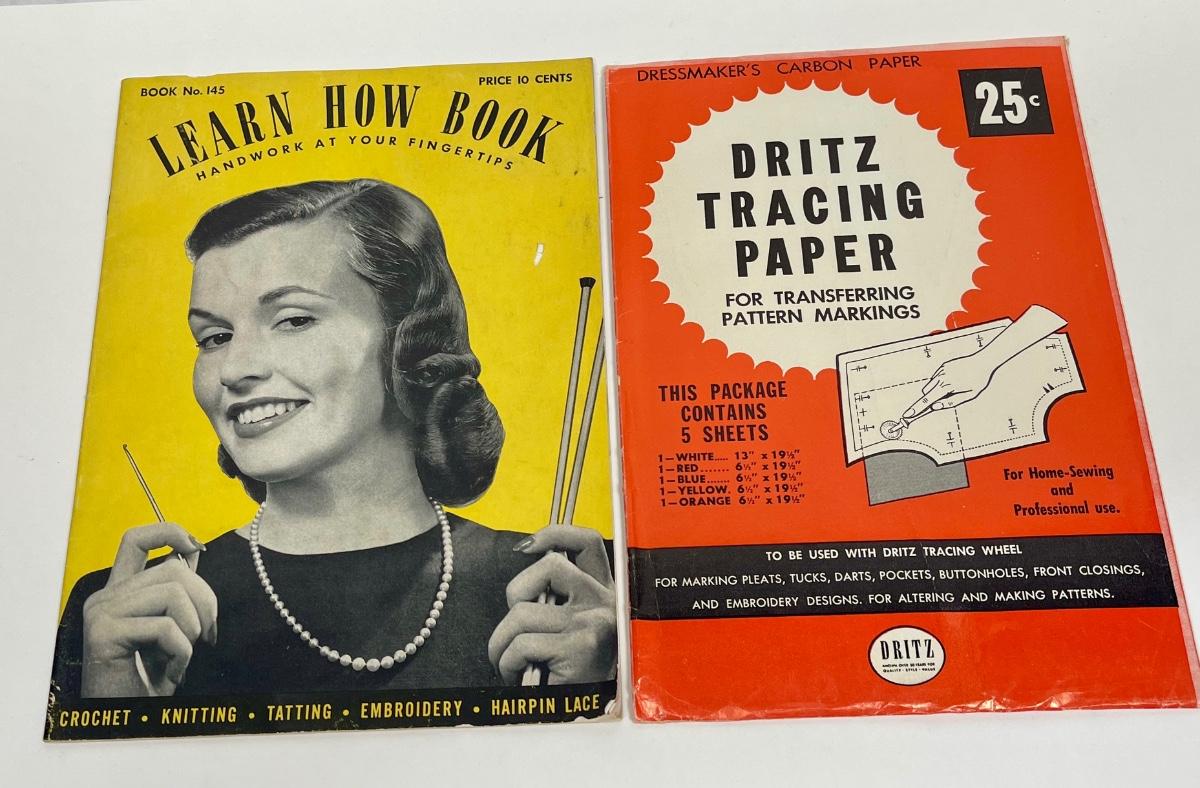 BOOK No. 145
PRICE 10 CENTS
LEARN HOW BOOK
HANDWORK AT YOUR FINGERTIPS
CROCHET • KNITTING • TATTING • EMBROIDERY • HAIRPIN LACE
DRESSMAKER'S CARBON PAPER
25c
DRITZ
TRACING
PAPER
FOR TRANSFERRING
PATTERN MARKINGS
THIS PACKAGE
CONTAINS
5 SHEETS
1—WHITE..... 13" x 19½"
1—RED....... 6½" x 19½"
1—BLUE...... 6½" x 19½"
1—YELLOW. 6½" x 19½"
1—ORANGE 6½" x 19½"
For Home-Sewing
and
Professional use.
TO BE USED WITH DRITZ TRACING WHEEL
FOR MARKING PLEATS, TUCKS, DARTS, POCKETS, BUTTONHOLES, FRONT CLOSINGS,
AND EMBROIDERY DESIGNS. FOR ALTERING AND MAKING PATTERNS.
DRITZ
QUALITY - STYLE - VALUE